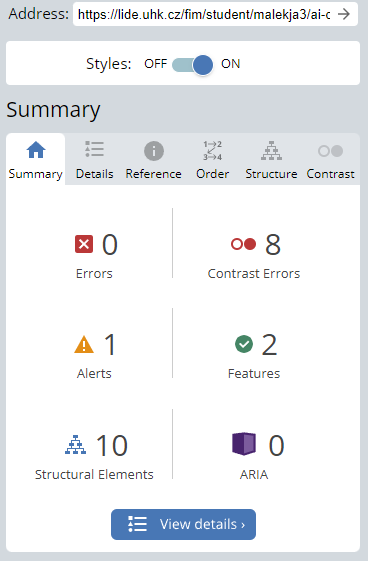 Address: https://lide.uhk.cz/fim/student/malekja3/ai-c
Styles: OFF ON
Summary
Summary Details Reference Order Structure Contrast
0 8
Errors Contrast Errors
1 2
Alerts Features
10 0
Structural Elements ARIA
View details ›